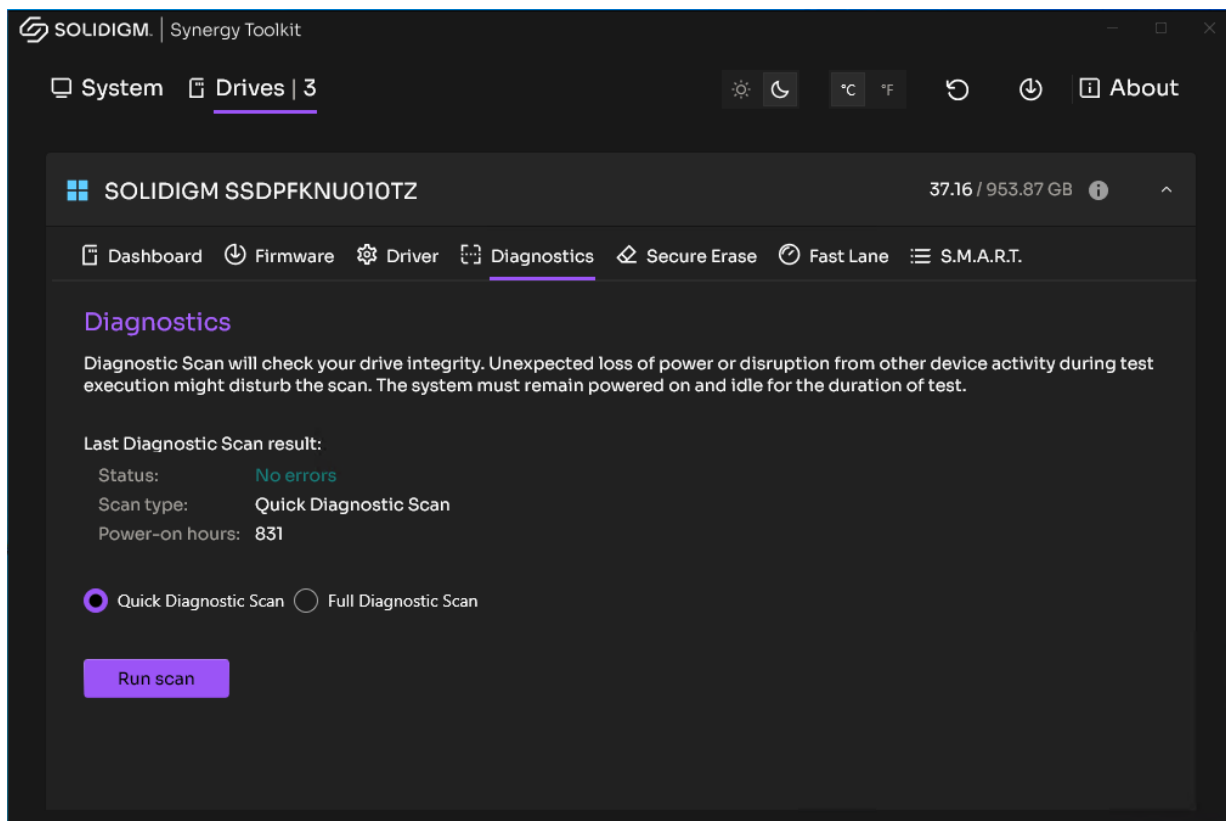 SOLIDIGM. | Synergy Toolkit
System Drives | 3 °C °F About
SOLIDIGM SSDPFKNU010TZ 37.16 / 953.87 GB
Dashboard Firmware Driver Diagnostics Secure Erase Fast Lane S.M.A.R.T.
Diagnostics
Diagnostic Scan will check your drive integrity. Unexpected loss of power or disruption from other device activity during test
execution might disturb the scan. The system must remain powered on and idle for the duration of test.
Last Diagnostic Scan result:
Status: No errors
Scan type: Quick Diagnostic Scan
Power-on hours: 831
Quick Diagnostic Scan Full Diagnostic Scan
Run scan